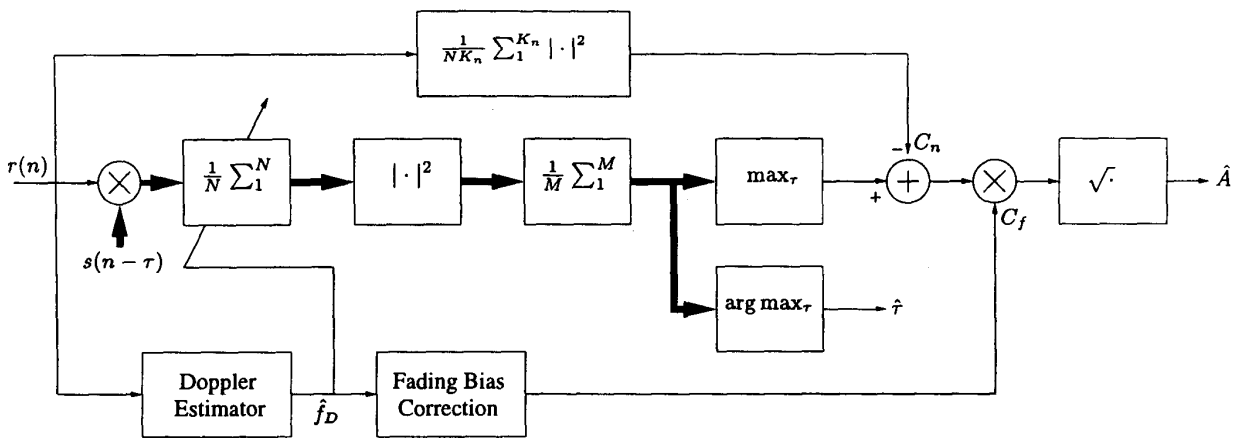 1/(NK_n) ∑_1^{K_n} | · |^2
r(n)
1/N ∑_1^N
| · |^2
1/M ∑_1^M
max_τ
- C_n
+
√·
Â
C_f
s(n − τ)
arg max_τ
τ̂
Doppler
Estimator
f̂_D
Fading Bias
Correction